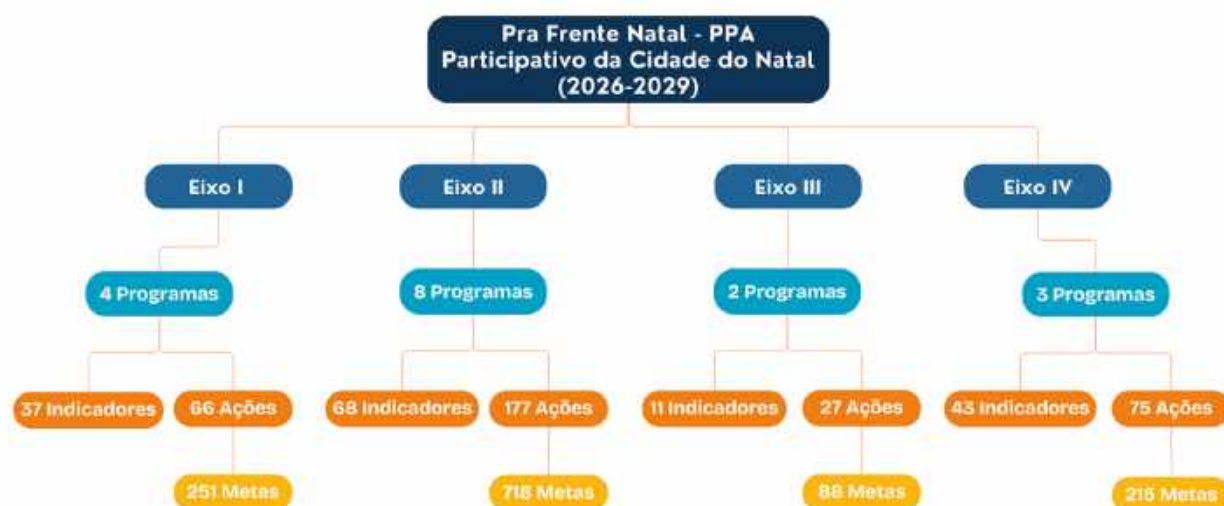 Pra Frente Natal - PPA
Participativo da Cidade do Natal
(2026-2029)
Eixo I
Eixo II
Eixo III
Eixo IV
4 Programas
8 Programas
2 Programas
3 Programas
37 Indicadores
66 Ações
68 Indicadores
177 Ações
11 Indicadores
27 Ações
43 Indicadores
75 Ações
251 Metas
718 Metas
88 Metas
215 Metas